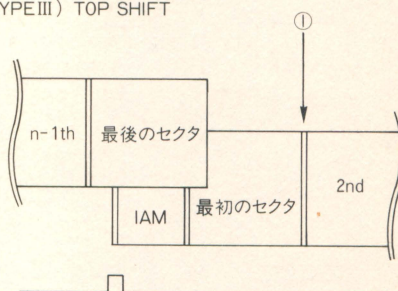 YPEIII) TOP SHIFT
①
n-1th
最後のセクタ
IAM
最初のセクタ
2nd